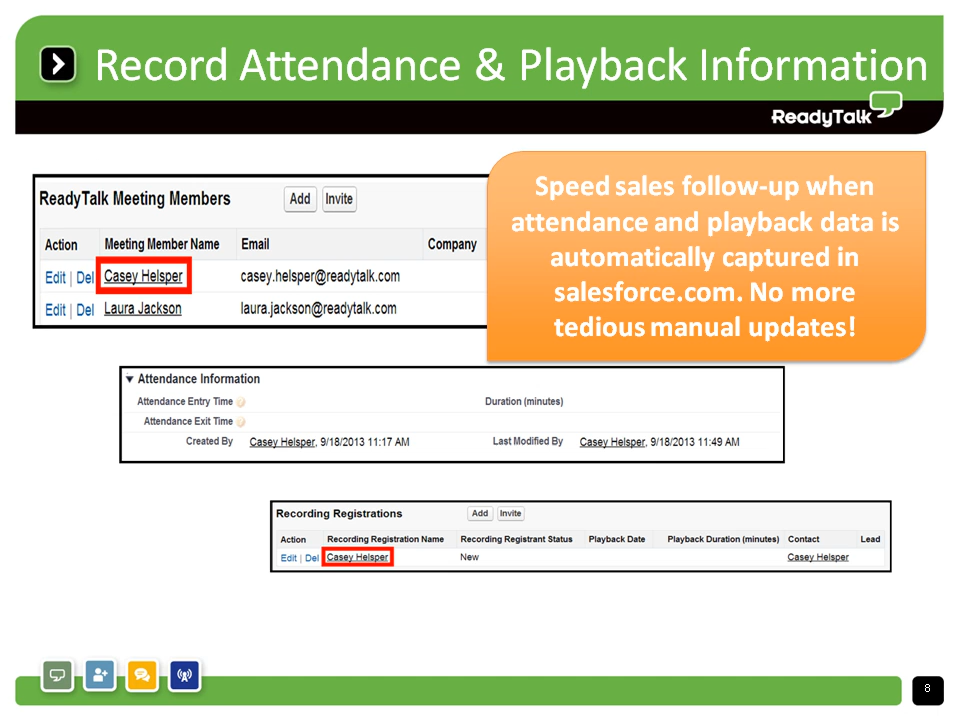 Record Attendance & Playback Information
ReadyTalk
Speed sales follow-up when
attendance and playback data is
automatically captured in
salesforce.com. No more
tedious manual updates!
ReadyTalk Meeting Members Add Invite
Action Meeting Member Name Email Company
Edit | Del Casey Helsper casey.helsper@readytalk.com
Edit | Del Laura Jackson laura.jackson@readytalk.com
Attendance Information
Attendance Entry Time Duration (minutes)
Attendance Exit Time
Created By Casey Helsper, 9/18/2013 11:17 AM Last Modified By Casey Helsper, 9/18/2013 11:49 AM
Recording Registrations Add Invite
Action Recording Registration Name Recording Registrant Status Playback Date Playback Duration (minutes) Contact Lead
Edit | Del Casey Helsper New Casey Helsper
8